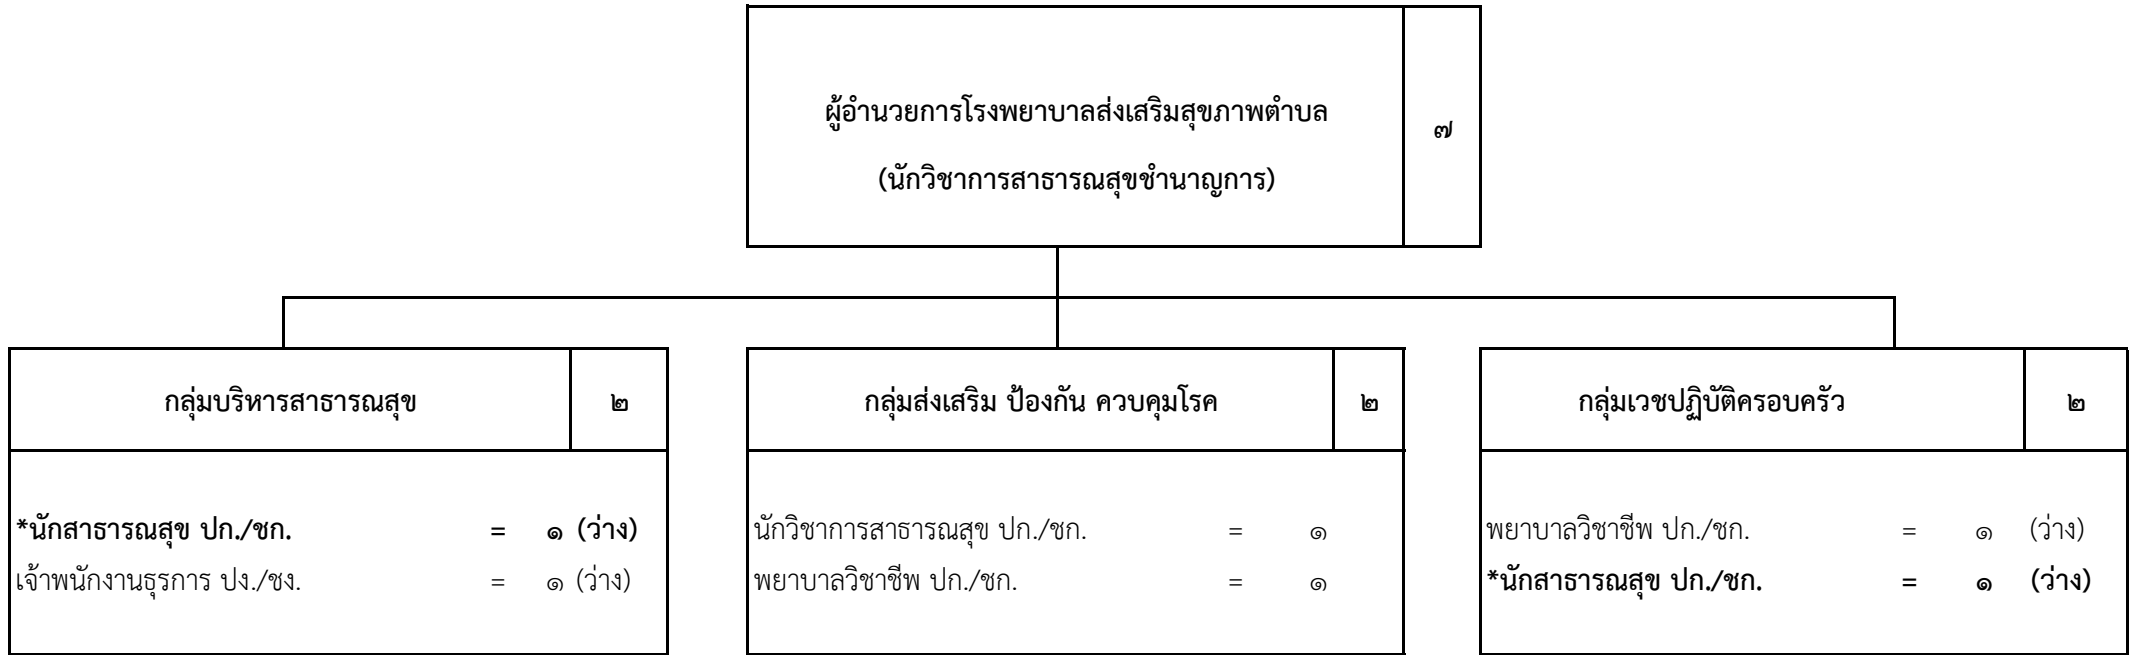 ผู้อำนวยการโรงพยาบาลส่งเสริมสุขภาพตำบล
(นักวิชาการสาธารณสุขชำนาญการ)
๗
กลุ่มบริหารสาธารณสุข ๒
*นักสาธารณสุข ปก./ชก. = ๑ (ว่าง)
เจ้าพนักงานธุรการ ปง./ชง. = ๑ (ว่าง)
กลุ่มส่งเสริม ป้องกัน ควบคุมโรค ๒
นักวิชาการสาธารณสุข ปก./ชก. = ๑
พยาบาลวิชาชีพ ปก./ชก. = ๑
กลุ่มเวชปฏิบัติครอบครัว ๒
พยาบาลวิชาชีพ ปก./ชก. = ๑ (ว่าง)
*นักสาธารณสุข ปก./ชก. = ๑ (ว่าง)